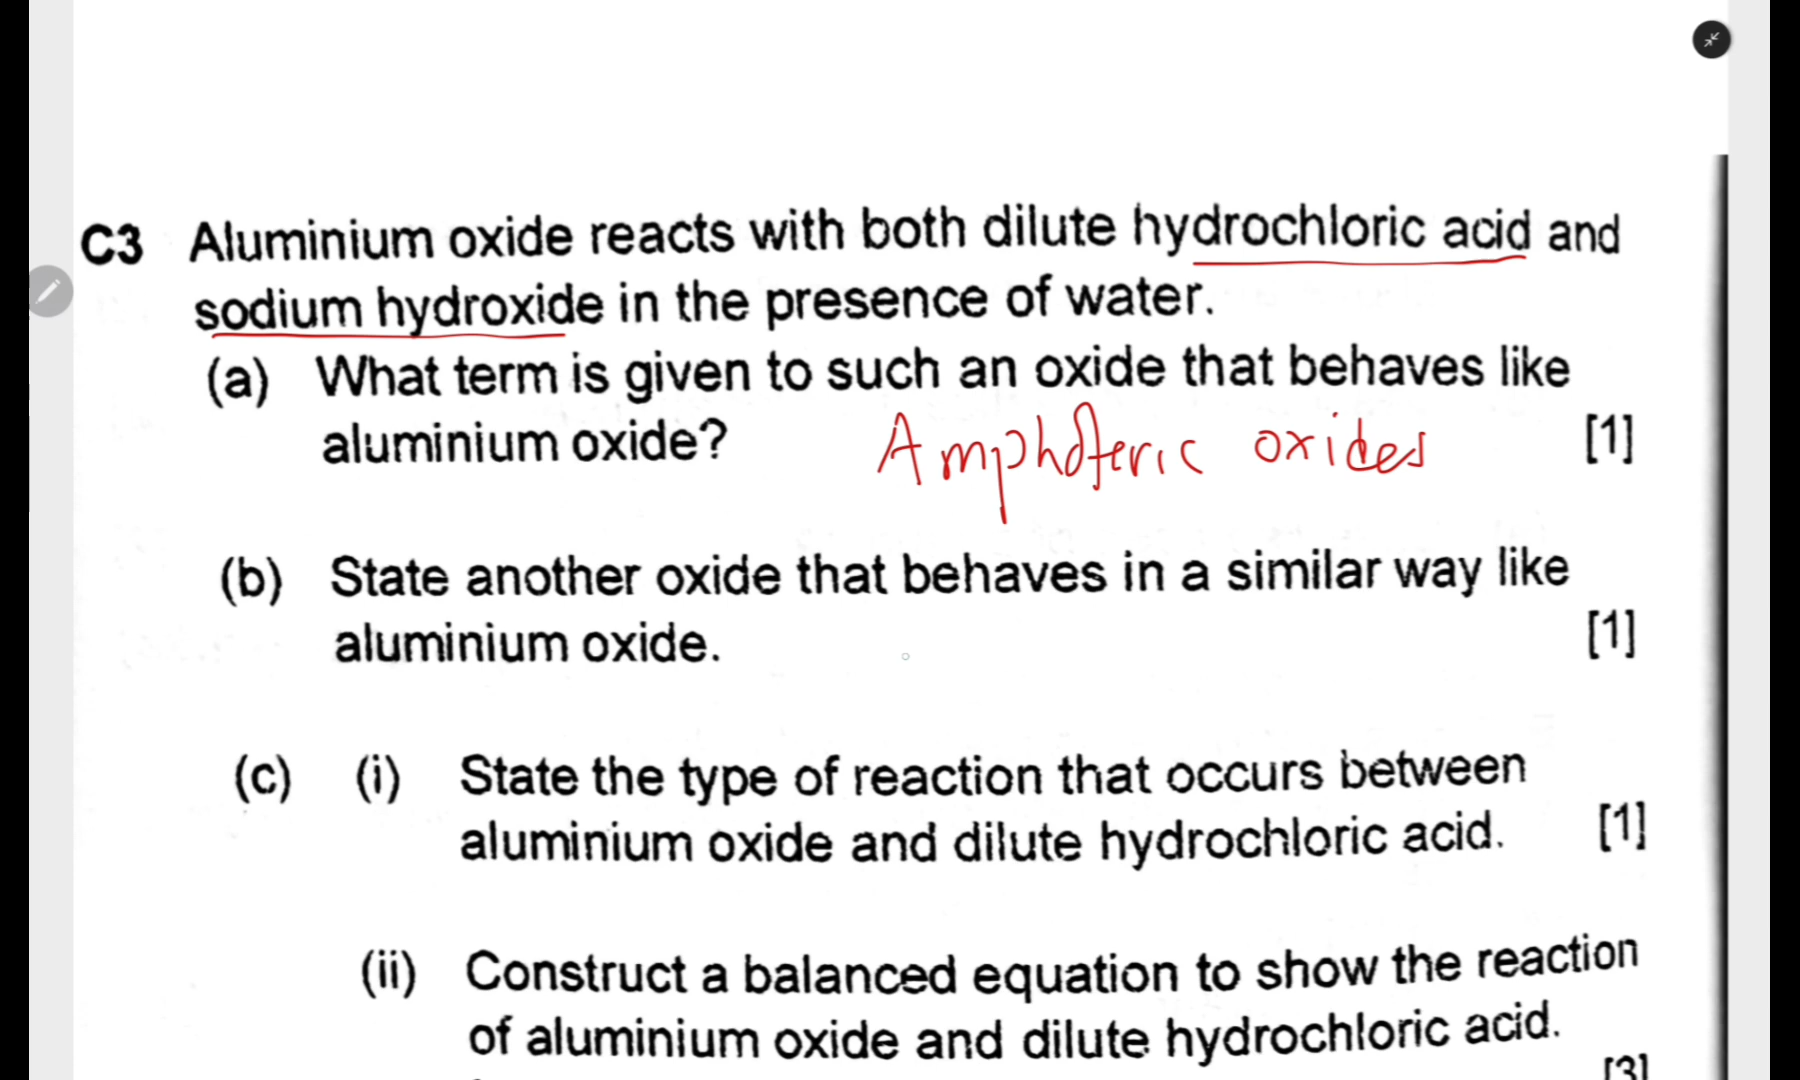 C3 Aluminium oxide reacts with both dilute hydrochloric acid and
sodium hydroxide in the presence of water.
(a) What term is given to such an oxide that behaves like
aluminium oxide? [1]
Amphoteric oxides
(b) State another oxide that behaves in a similar way like
aluminium oxide. [1]
(c) (i) State the type of reaction that occurs between
aluminium oxide and dilute hydrochloric acid. [1]
(ii) Construct a balanced equation to show the reaction
of aluminium oxide and dilute hydrochloric acid.
[3]